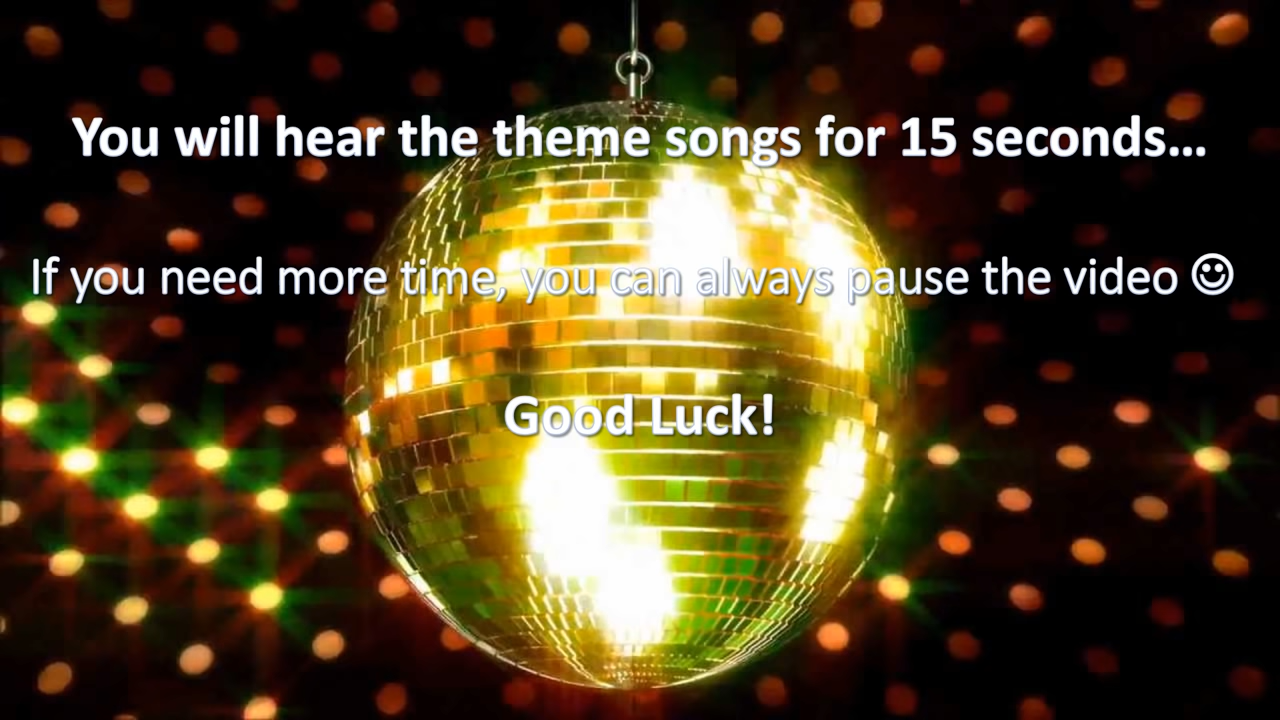 You will hear the theme songs for 15 seconds...
If you need more time, you can always pause the video ☺
Good Luck!